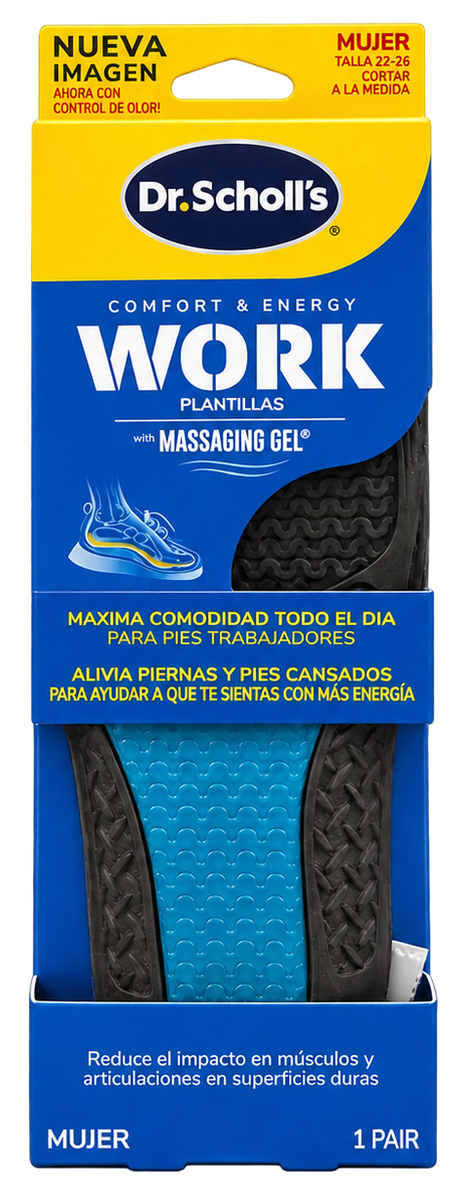 NUEVA
IMAGEN
AHORA CON
CONTROL DE OLOR!
MUJER
TALLA 22-26
CORTAR
A LA MEDIDA
Dr.Scholl's
®
COMFORT & ENERGY
WORK
PLANTILLAS
with MASSAGING GEL®
MAXIMA COMODIDAD TODO EL DIA
PARA PIES TRABAJADORES
ALIVIA PIERNAS Y PIES CANSADOS
PARA AYUDAR A QUE TE SIENTAS CON MÁS ENERGÍA
Reduce el impacto en músculos y
articulaciones en superficies duras
MUJER
1 PAIR